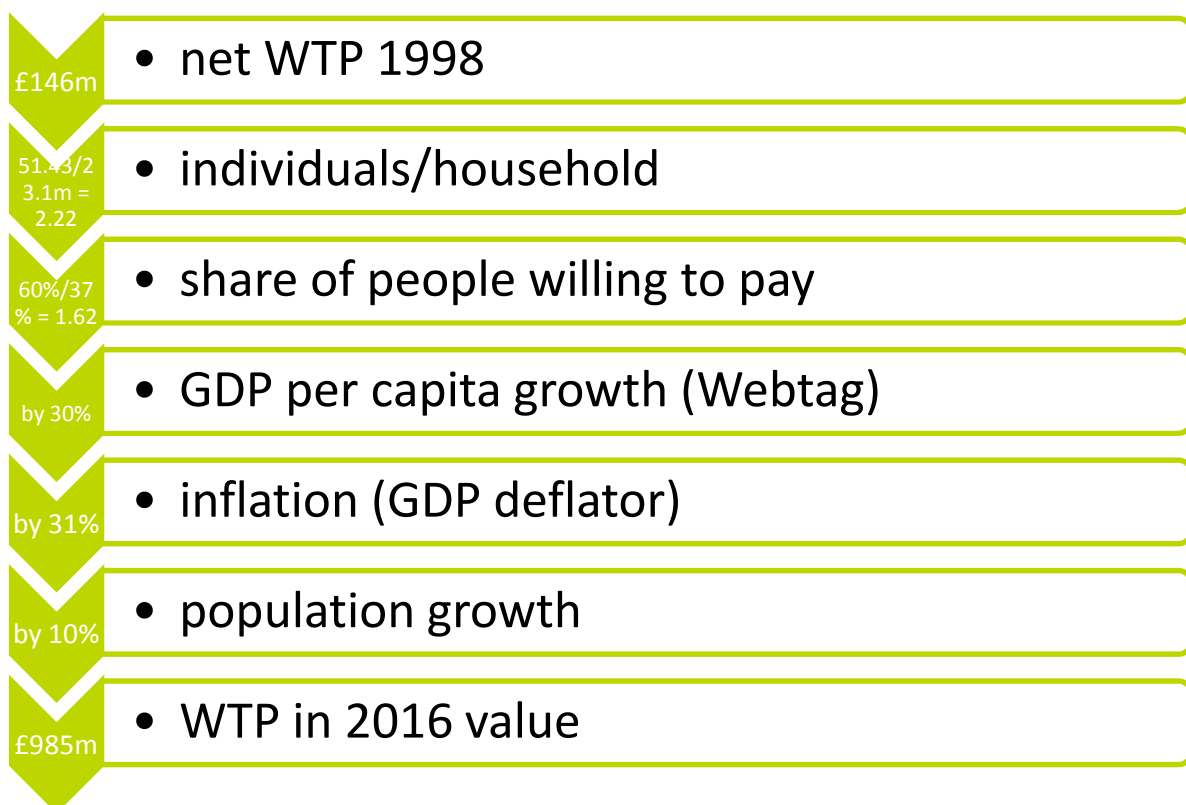 £146m
• net WTP 1998
51.43/2
3.1m =
2.22
• individuals/household
60%/37
% = 1.62
• share of people willing to pay
by 30%
• GDP per capita growth (Webtag)
by 31%
• inflation (GDP deflator)
by 10%
• population growth
£985m
• WTP in 2016 value